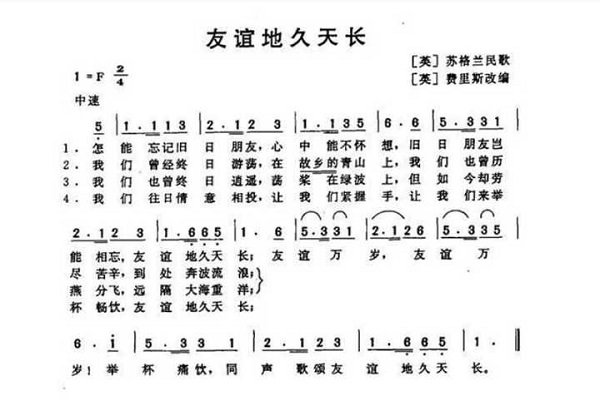 友谊地久天长
[英] 苏格兰民歌
1=F 2/4
[英] 费里斯改编
中速
5 | 1·113 | 2·123 | 1·135 | 6·6 | 5·331 |
1. 怎 能 忘记旧 日 朋友,心 中 能不怀 想,旧 日 朋友岂
2. 我 们 曾经终 日 游荡,在 故乡的青山 上,我 们 也曾历
3. 我 们 也曾终 日 逍遥,荡 桨 在绿波 上,但 如 今却劳
4. 我 们 往日情 意 相投,让 我 们紧握 手,让 我 们来举
2·123 | 1·665 | 1·6 | 5·331 | 2·126 | 5·331 |
能 相忘,友 谊 地久天 长;友 谊 万 岁,友 谊 万
尽 苦辛,到 处 奔波流 浪;
燕 分飞,远 隔 大海重 洋;
杯 畅饮,友 谊 地久天 长;
6·i | 5·331 | 2·123 | 1·665 | 1· ‖
岁!举 杯 痛饮,同 声 歌颂友 谊 地久天 长。